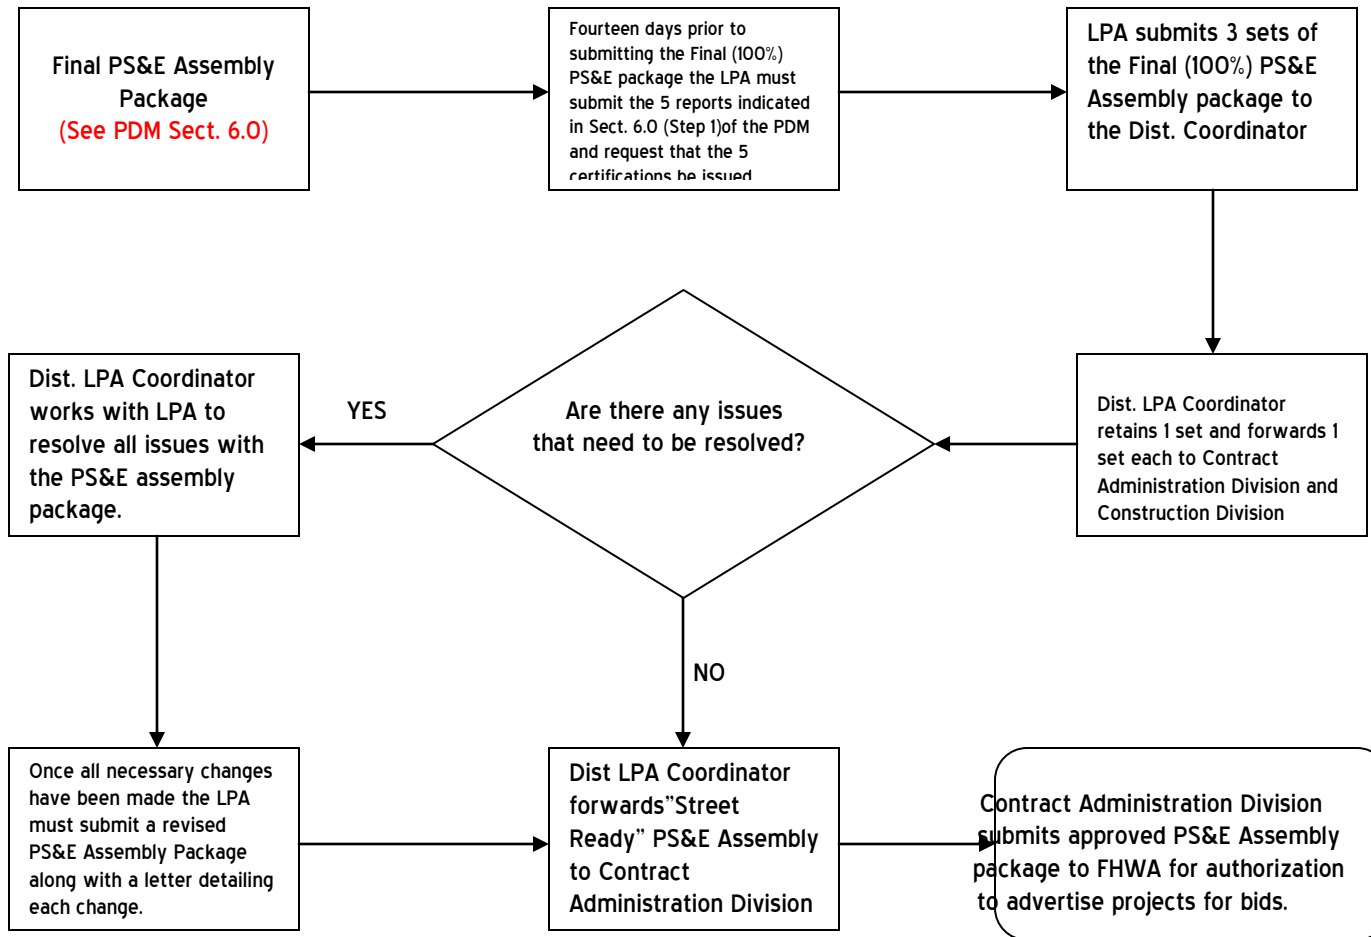 Final PS&E Assembly
Package
(See PDM Sect. 6.0)
Fourteen days prior to
submitting the Final (100%)
PS&E package the LPA must
submit the 5 reports indicated
in Sect. 6.0 (Step 1)of the PDM
and request that the 5
certifications be issued
LPA submits 3 sets of
the Final (100%) PS&E
Assembly package to
the Dist. Coordinator
Dist. LPA Coordinator
retains 1 set and forwards 1
set each to Contract
Administration Division and
Construction Division
Are there any issues
that need to be resolved?
YES
Dist. LPA Coordinator
works with LPA to
resolve all issues with
the PS&E assembly
package.
NO
Once all necessary changes
have been made the LPA
must submit a revised
PS&E Assembly Package
along with a letter detailing
each change.
Dist LPA Coordinator
forwards"Street
Ready" PS&E Assembly
to Contract
Administration Division
Contract Administration Division
submits approved PS&E Assembly
package to FHWA for authorization
to advertise projects for bids.